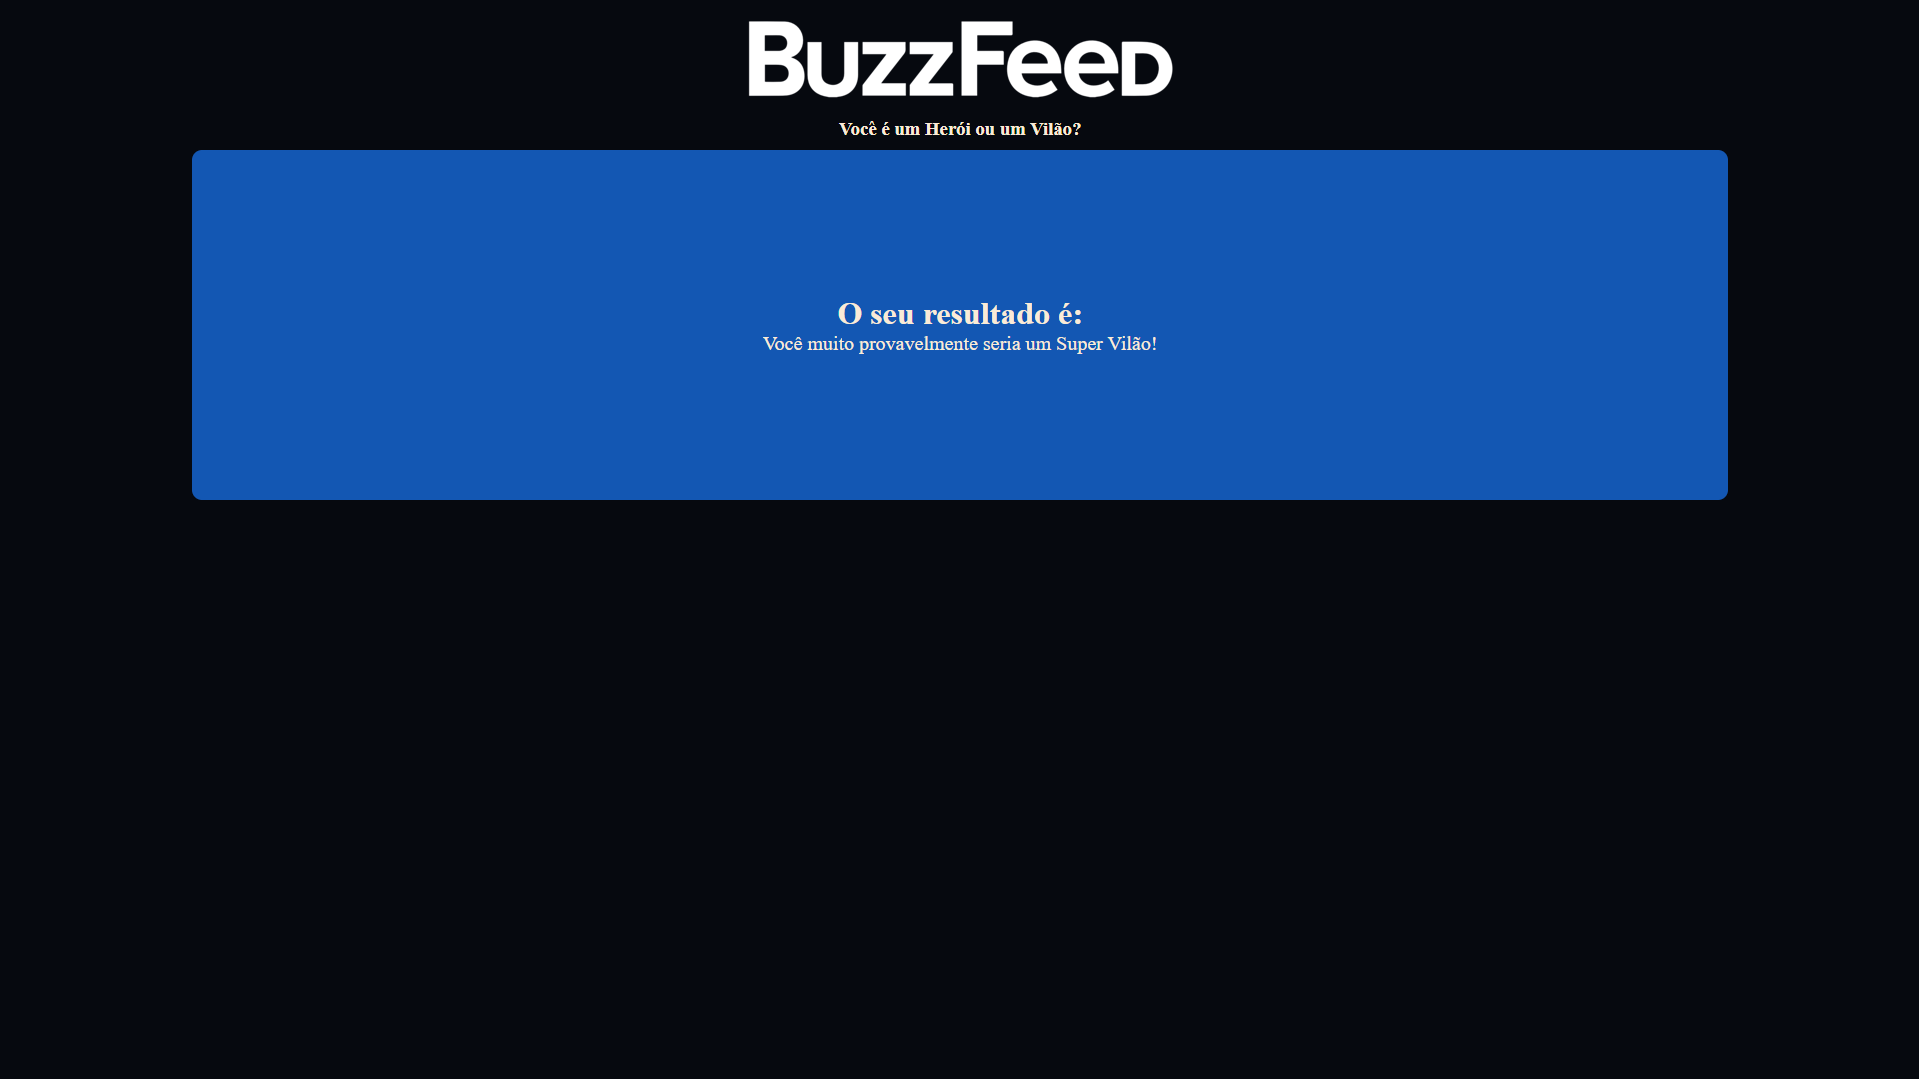 BuzzFeed
Você é um Herói ou um Vilão?
O seu resultado é:
Você muito provavelmente seria um Super Vilão!